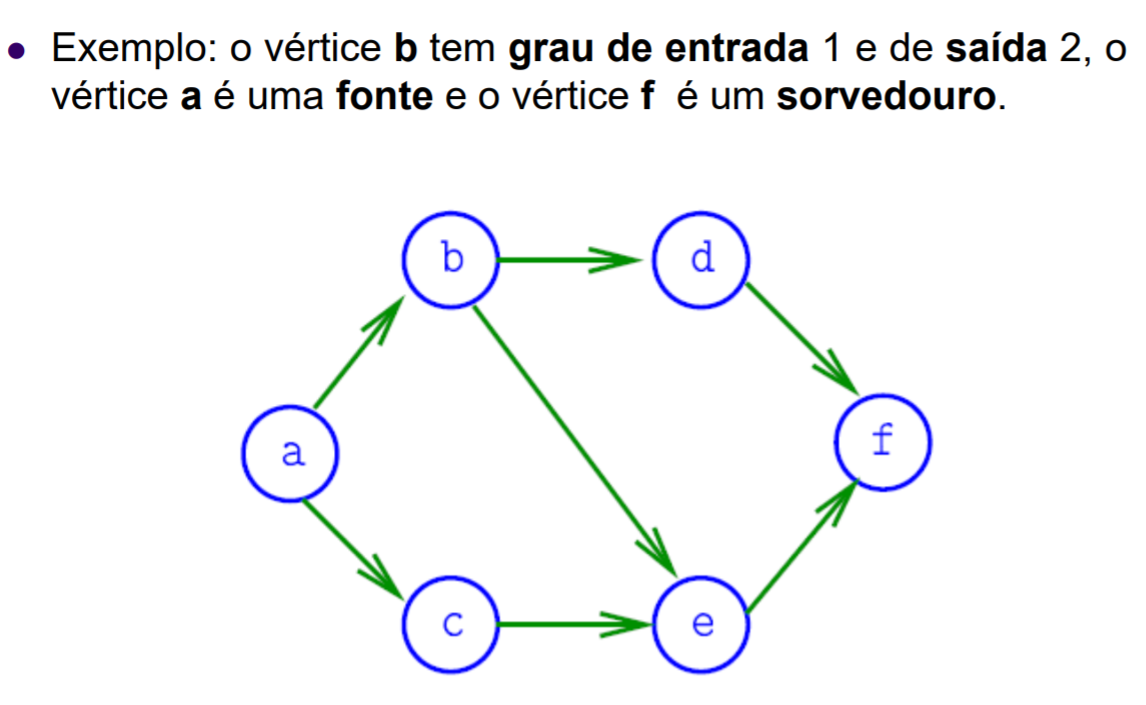 • Exemplo: o vértice b tem grau de entrada 1 e de saída 2, o
vértice a é uma fonte e o vértice f é um sorvedouro.
b
d
a
f
c
e